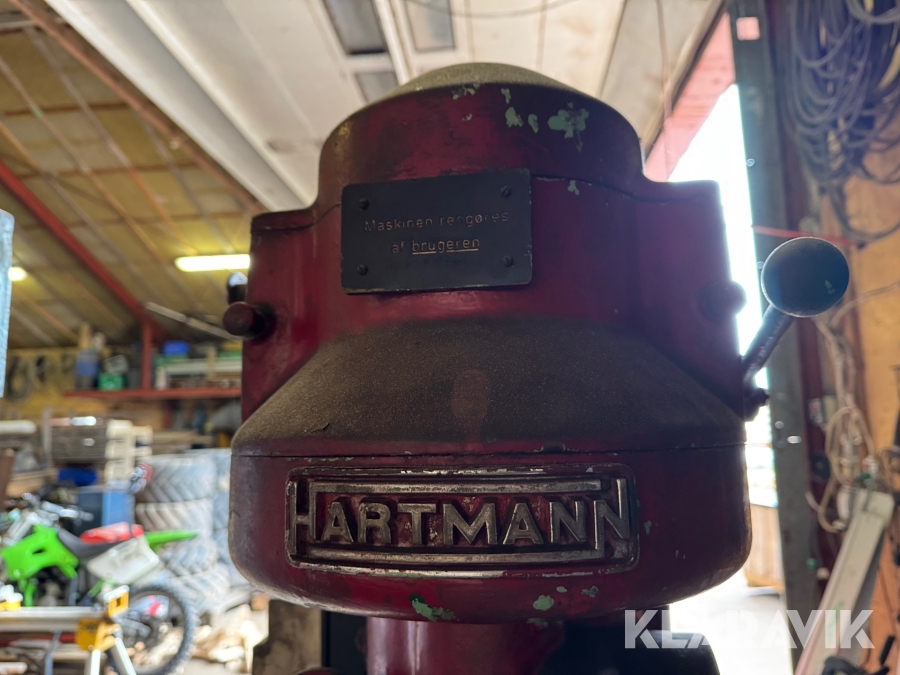 Maskinen rengøres
af brugeren
HARTMANN
KLARAVIK